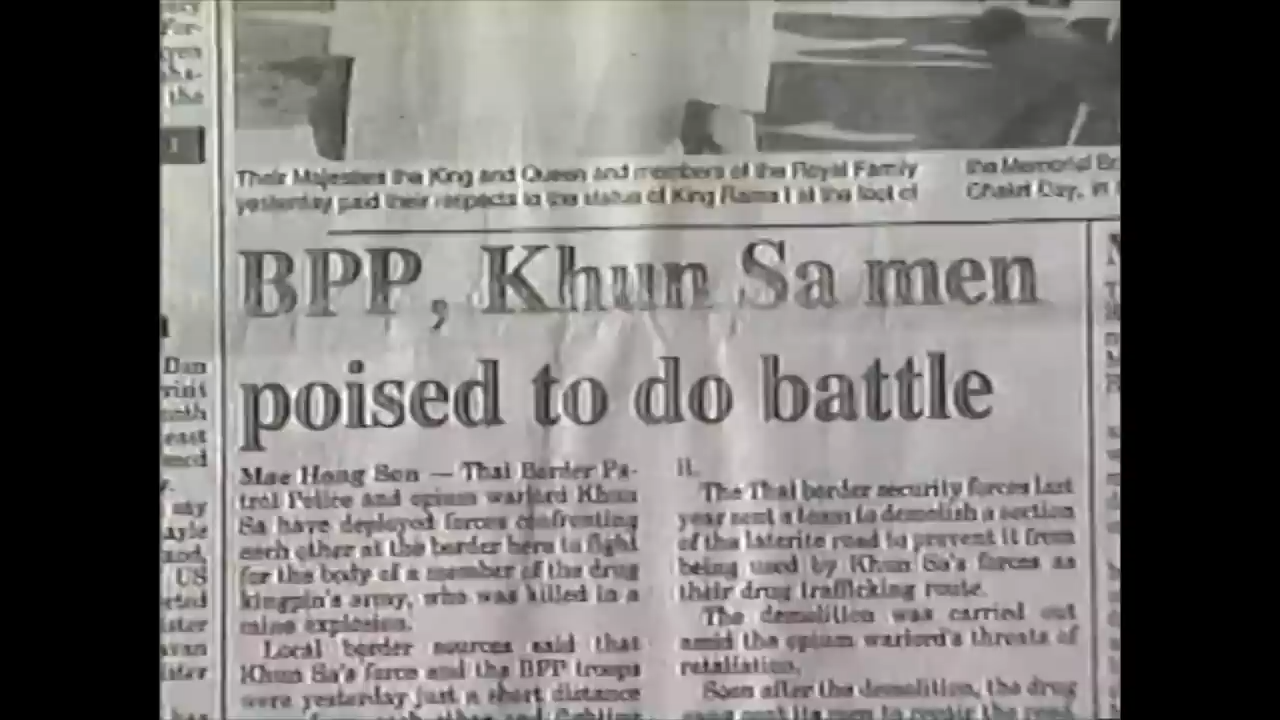 Their Majesties the King and Queen and members of the Royal Family
yesterday paid their respects to the statue of King Rama I at the foot of
the Memorial
Chakri Day, in
BPP, Khun Sa men
poised to do battle
Mae Hong Son — Thai Border Pa-
trol Police and opium warlord Khun
Sa have deployed forces confronting
each other at the border here to fight
for the body of a member of the drug
kingpin's army, who was killed in a
mine explosion.
Local border sources said that
Khun Sa's force and the BPP troops
were yesterday just a short distance
it.
The Thai border security forces last
year sent a team to demolish a section
of the laterite road to prevent it from
being used by Khun Sa's forces as
their drug trafficking route.
The demolition was carried out
amid the opium warlord's threats of
retaliation.
Soon after the demolition, the drug
the
Dan
east
US